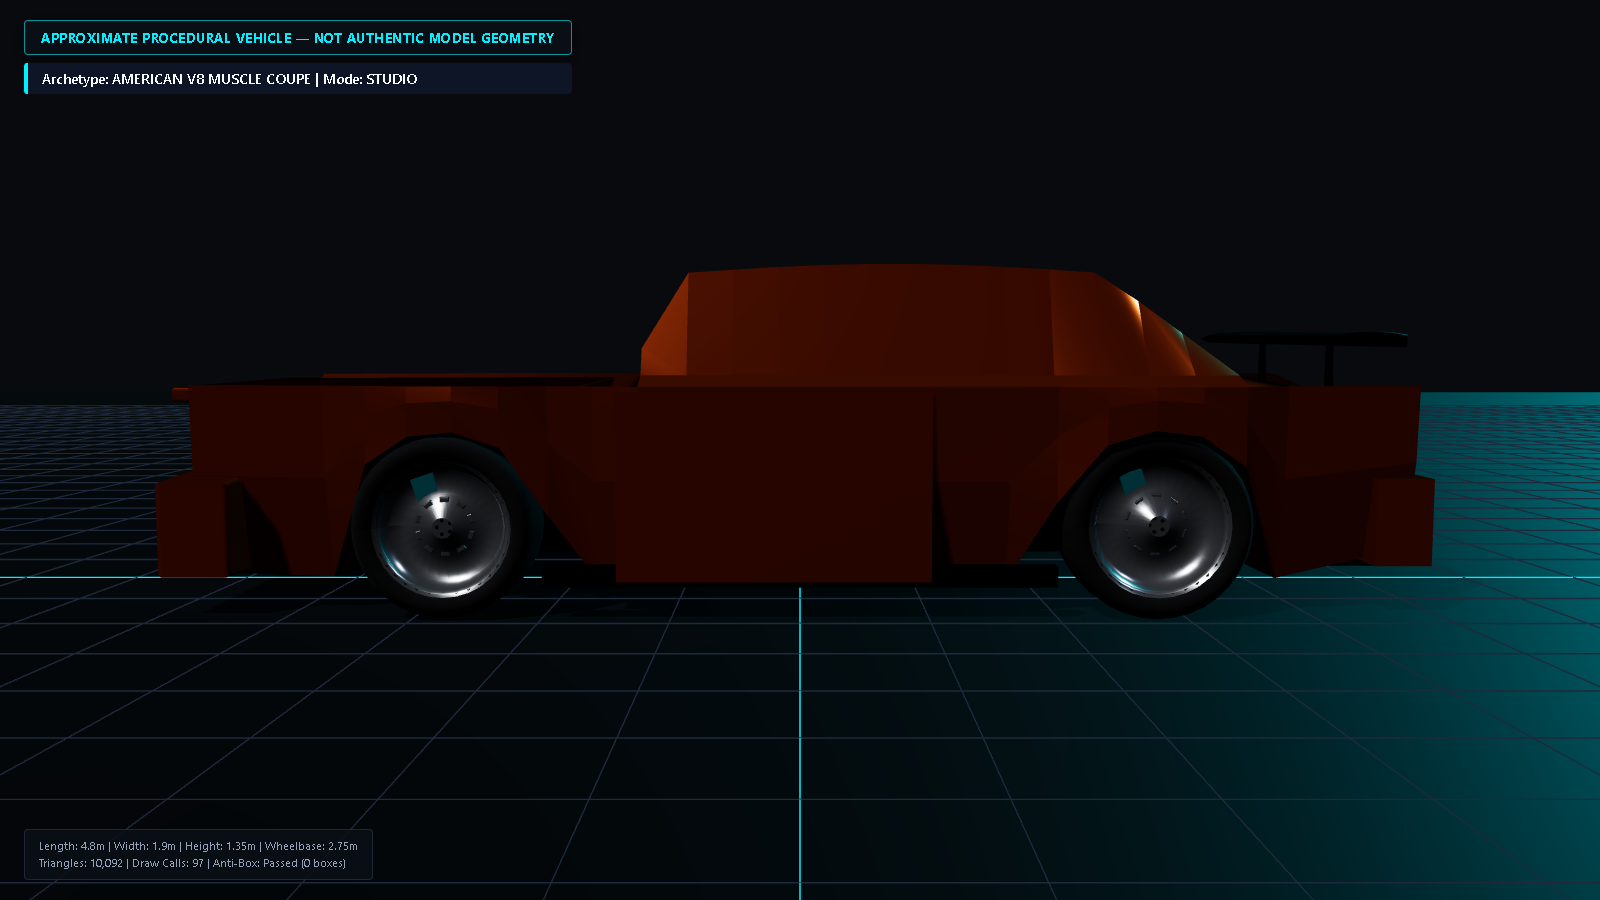 APPROXIMATE PROCEDURAL VEHICLE — NOT AUTHENTIC MODEL GEOMETRY
Archetype: AMERICAN V8 MUSCLE COUPE | Mode: STUDIO
Length: 4.8m | Width: 1.9m | Height: 1.35m | Wheelbase: 2.75m
Triangles: 10,092 | Draw Calls: 97 | Anti-Box: Passed (0 boxes)